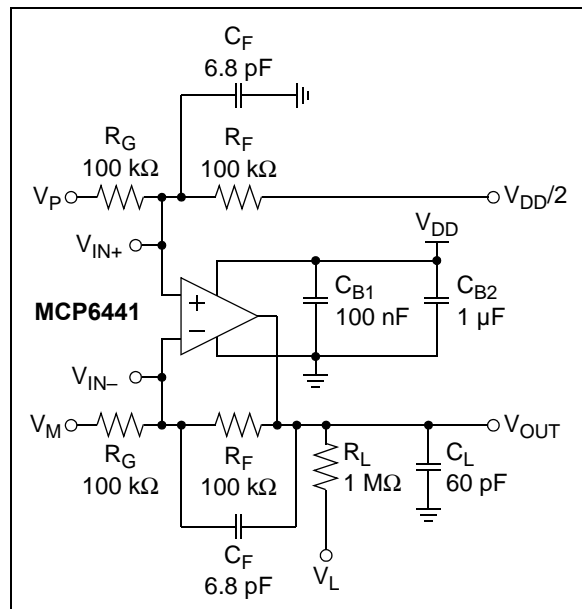 C_F
6.8 pF
R_G
100 kΩ
R_F
100 kΩ
V_P
V_DD/2
V_IN+
V_DD
MCP6441
+
−
C_B1
100 nF
C_B2
1 µF
V_IN–
V_M
V_OUT
R_G
100 kΩ
R_F
100 kΩ
R_L
1 MΩ
C_L
60 pF
C_F
6.8 pF
V_L